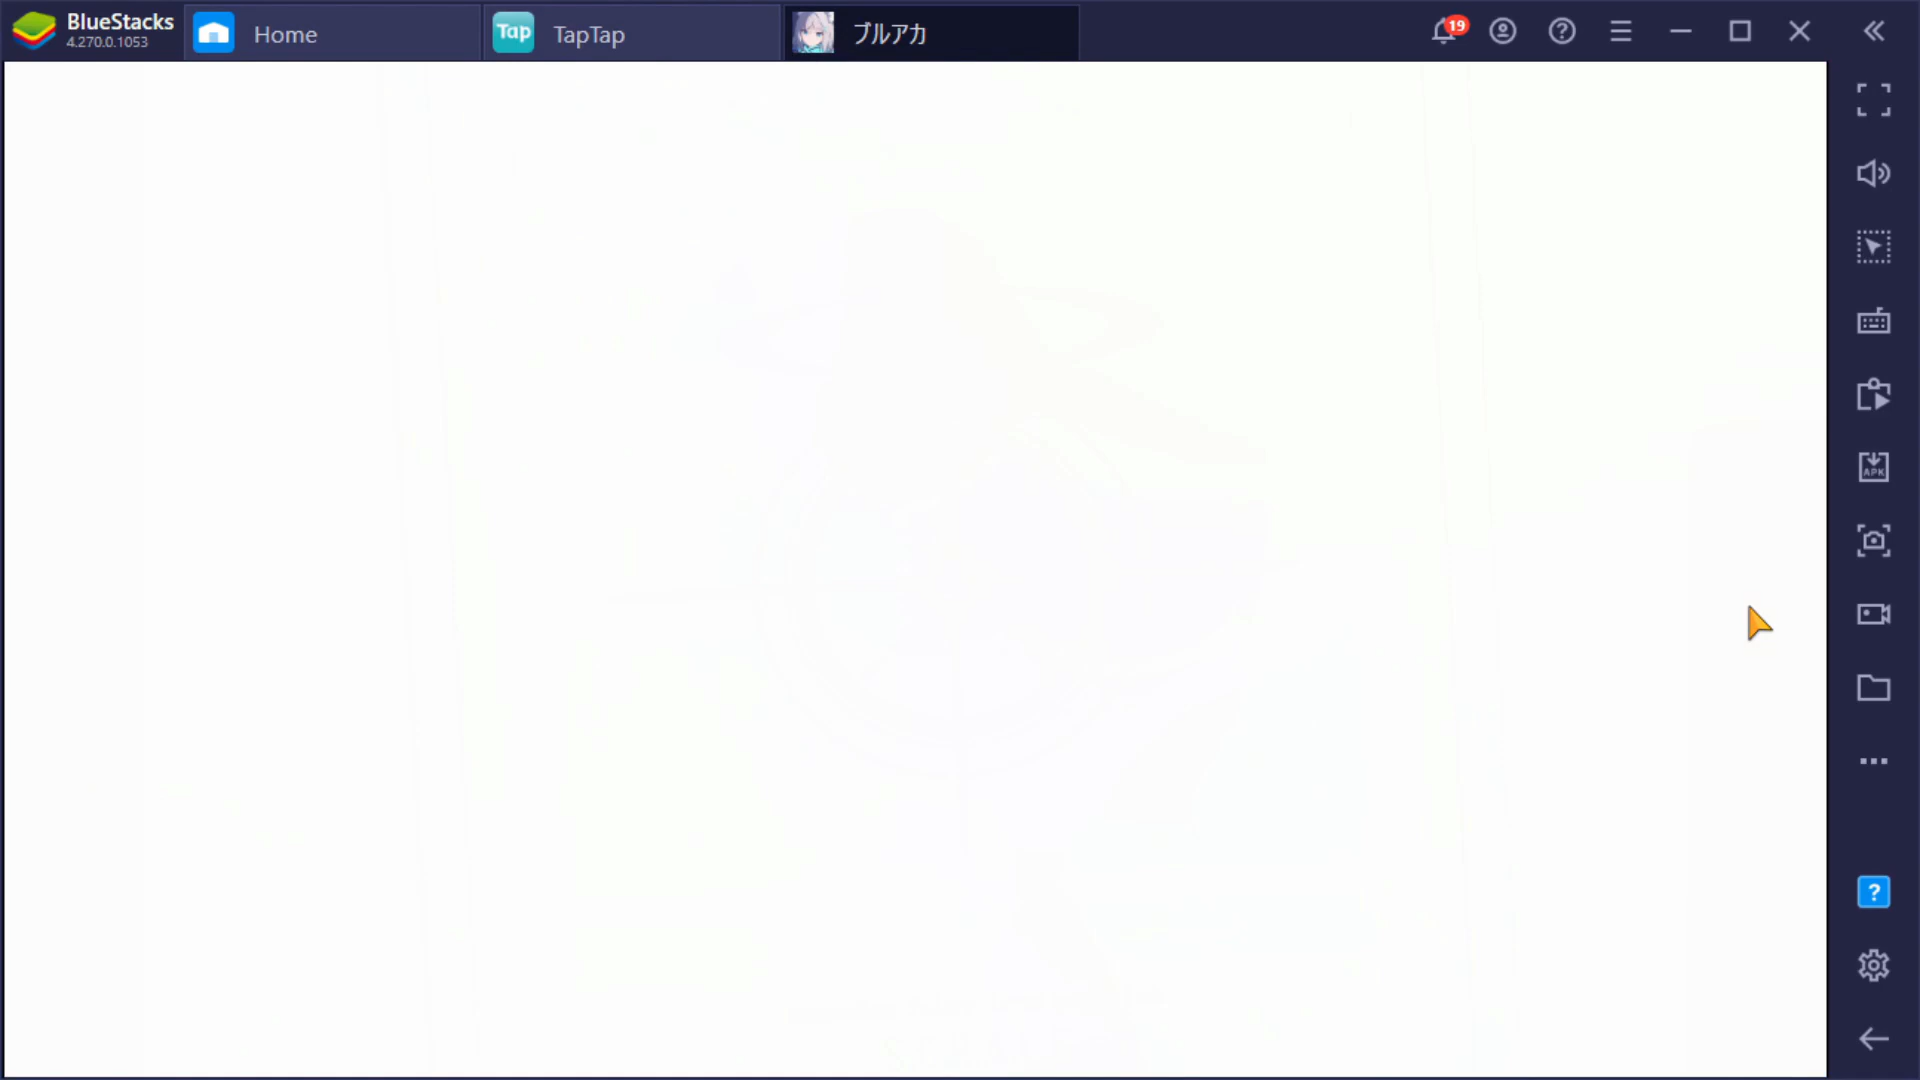 BlueStacks
4.270.0.1053
Home
Tap
TapTap
ブルアカ
19
APK